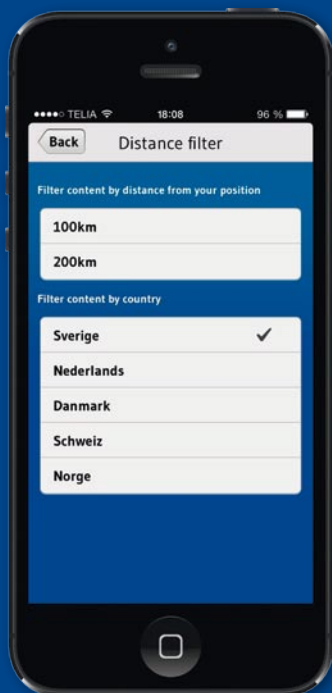 TELIA 18:08 96 %
Back Distance filter
Filter content by distance from your position
100km
200km
Filter content by country
Sverige
Nederlands
Danmark
Schweiz
Norge